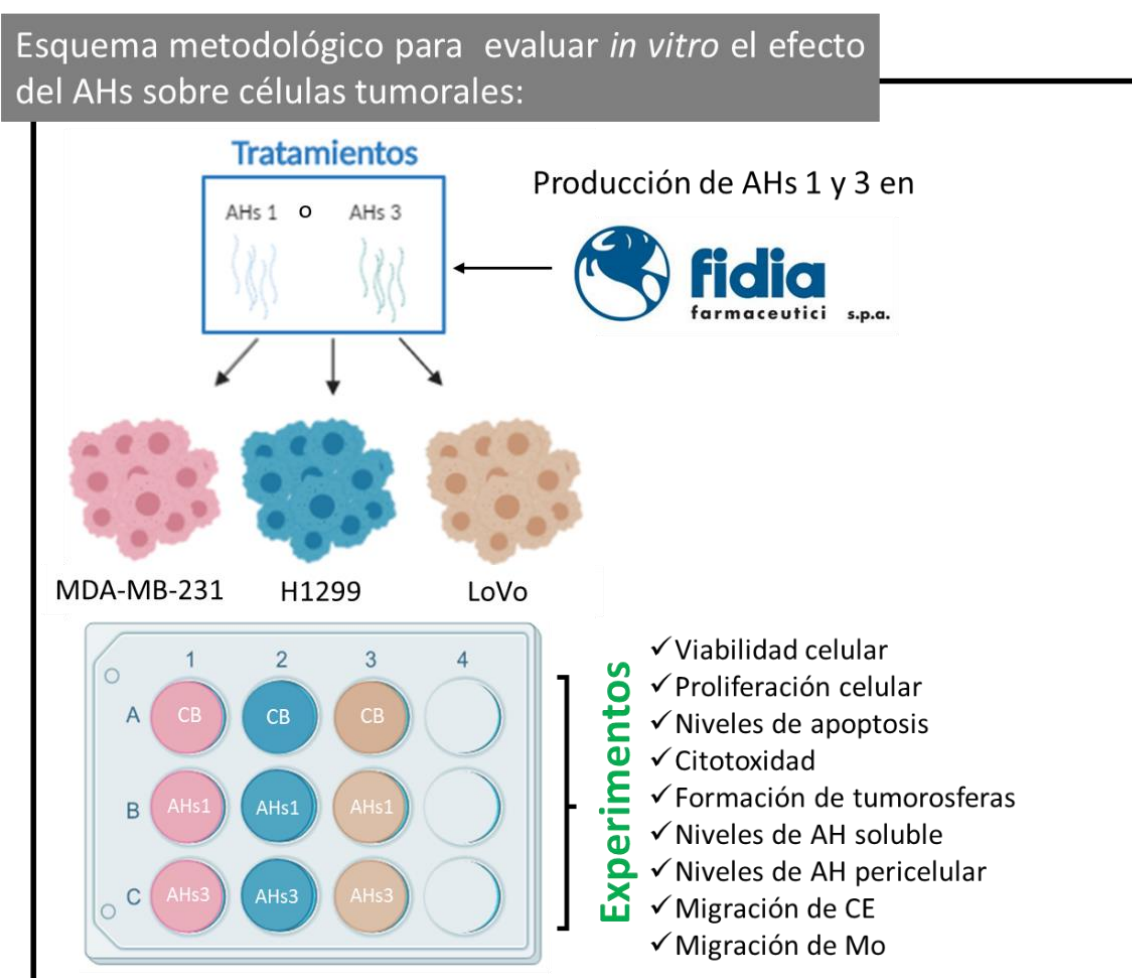 Esquema metodológico para evaluar in vitro el efecto
del AHs sobre células tumorales:
Tratamientos
AHs 1 o AHs 3
Producción de AHs 1 y 3 en
fidia
farmaceutici s.p.a.
MDA-MB-231 H1299 LoVo
1 2 3 4
A CB CB CB
B AHs1 AHs1 AHs1
C AHs3 AHs3 AHs3
Experimentos
✓Viabilidad celular
✓Proliferación celular
✓Niveles de apoptosis
✓Citotoxidad
✓Formación de tumorosferas
✓Niveles de AH soluble
✓Niveles de AH pericelular
✓Migración de CE
✓Migración de Mo